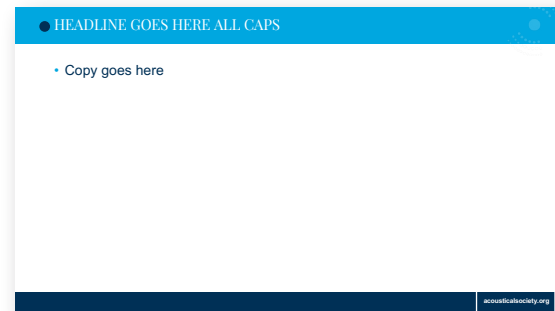 HEADLINE GOES HERE ALL CAPS
• Copy goes here
acousticalsociety.org